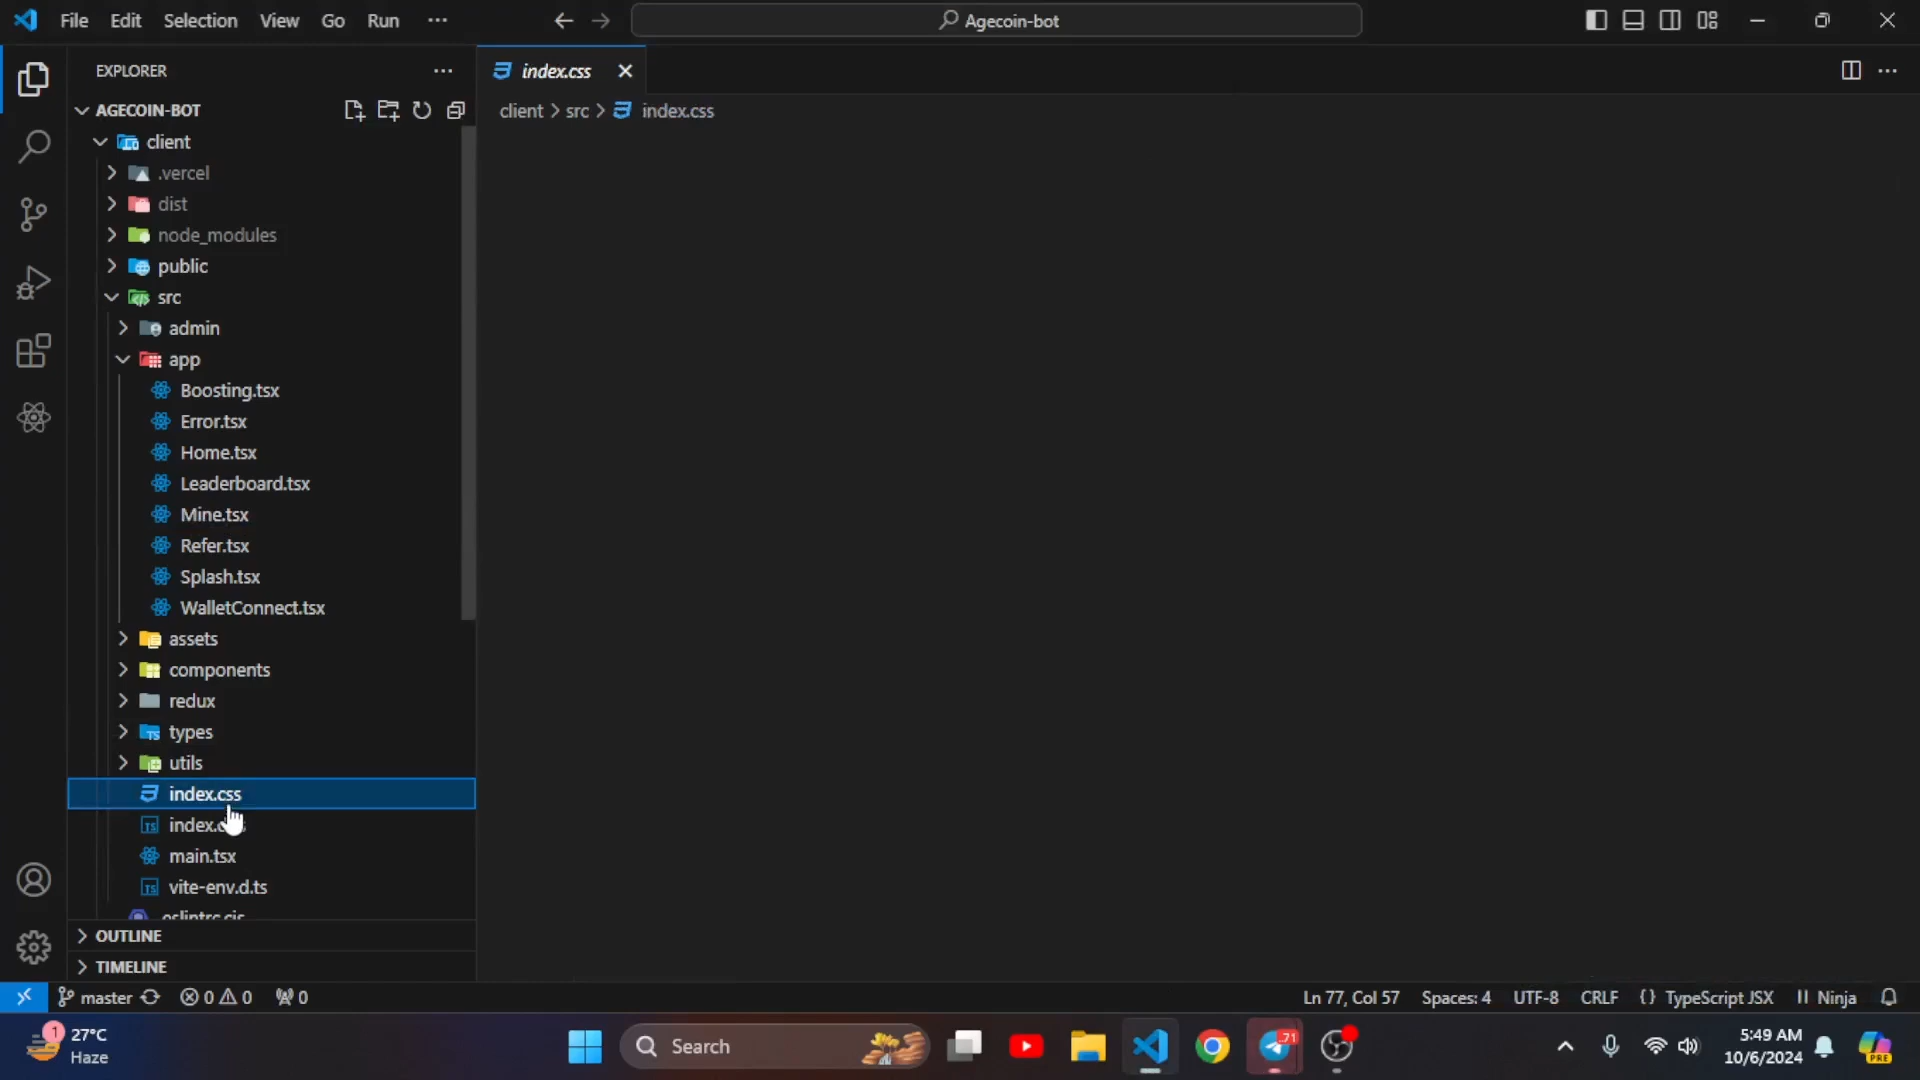 File Edit Selection View Go Run ···
Agecoin-bot
EXPLORER
index.css
AGECOIN-BOT
client > src > index.css
client
.vercel
dist
node_modules
public
src
admin
app
Boosting.tsx
Error.tsx
Home.tsx
Leaderboard.tsx
Mine.tsx
Refer.tsx
Splash.tsx
WalletConnect.tsx
assets
components
redux
types
utils
index.css
main.tsx
vite-env.d.ts
OUTLINE
TIMELINE
master 0 0 0 Ln 77, Col 57 Spaces: 4 UTF-8 CRLF {} TypeScript JSX Ninja
1 27°C
Haze
Search
71
5:49 AM
10/6/2024
PRE